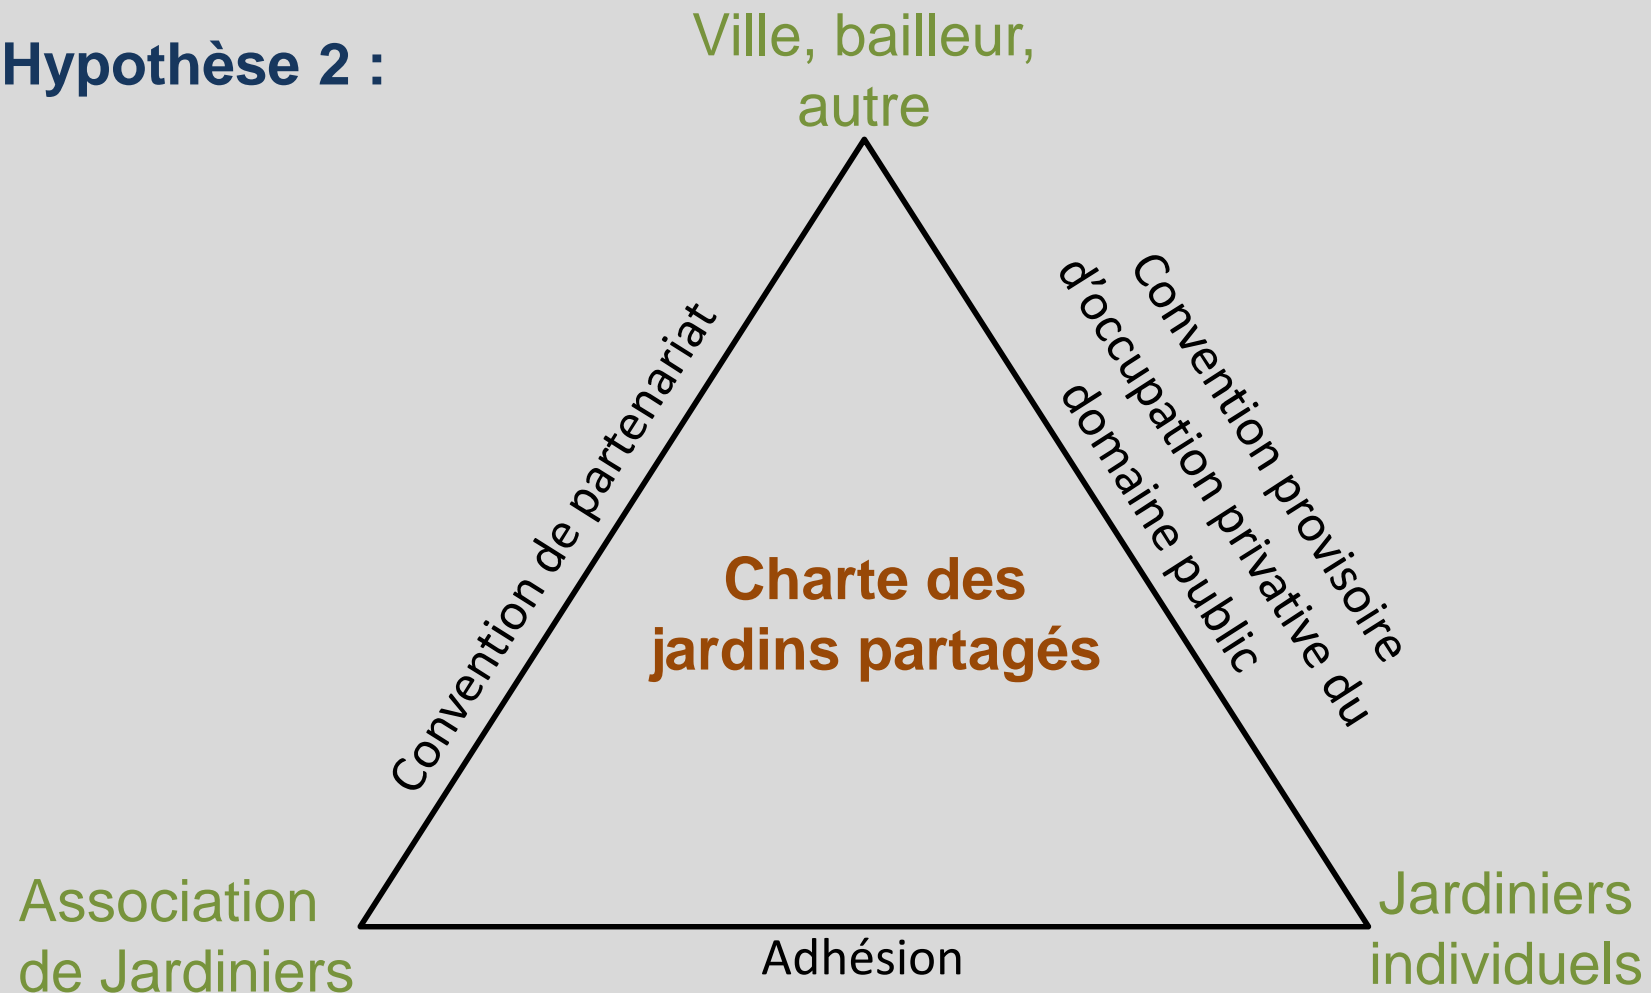 Hypothèse 2 :
Ville, bailleur,
autre
Convention de partenariat
Convention provisoire
d’occupation privative du
domaine public
Charte des
jardins partagés
Association
de Jardiniers
Adhésion
Jardiniers
individuels